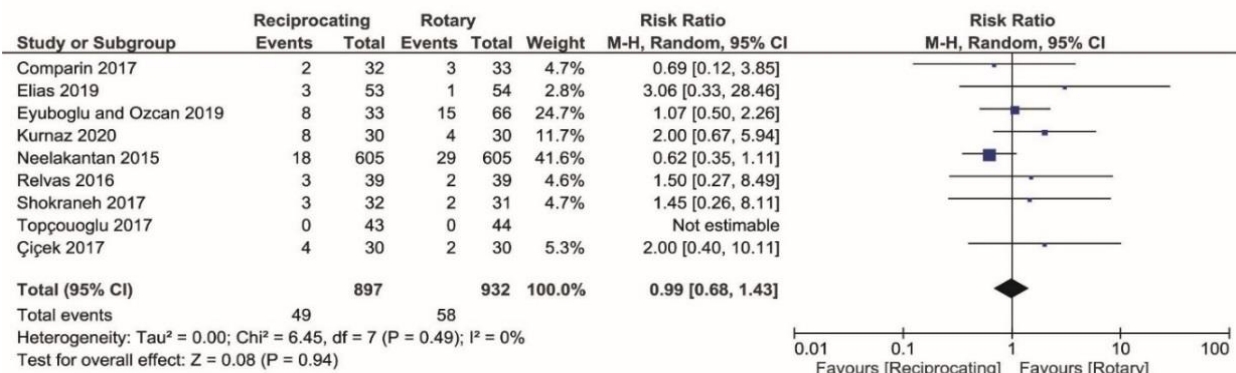 Reciprocating Rotary Risk Ratio Risk Ratio
Study or Subgroup Events Total Events Total Weight M-H, Random, 95% CI M-H, Random, 95% CI
Comparin 2017 2 32 3 33 4.7% 0.69 [0.12, 3.85]
Elias 2019 3 53 1 54 2.8% 3.06 [0.33, 28.46]
Eyuboglu and Ozcan 2019 8 33 15 66 24.7% 1.07 [0.50, 2.26]
Kurnaz 2020 8 30 4 30 11.7% 2.00 [0.67, 5.94]
Neelakantan 2015 18 605 29 605 41.6% 0.62 [0.35, 1.11]
Relvas 2016 3 39 2 39 4.6% 1.50 [0.27, 8.49]
Shokraneh 2017 3 32 2 31 4.7% 1.45 [0.26, 8.11]
Topçouoglu 2017 0 43 0 44 Not estimable
Çiçek 2017 4 30 2 30 5.3% 2.00 [0.40, 10.11]
Total (95% CI) 897 932 100.0% 0.99 [0.68, 1.43]
Total events 49 58
Heterogeneity: Tau² = 0.00; Chi² = 6.45, df = 7 (P = 0.49); I² = 0%
Test for overall effect: Z = 0.08 (P = 0.94)
0.01 0.1 1 10 100
Favours [Reciprocating] Favours [Rotary]